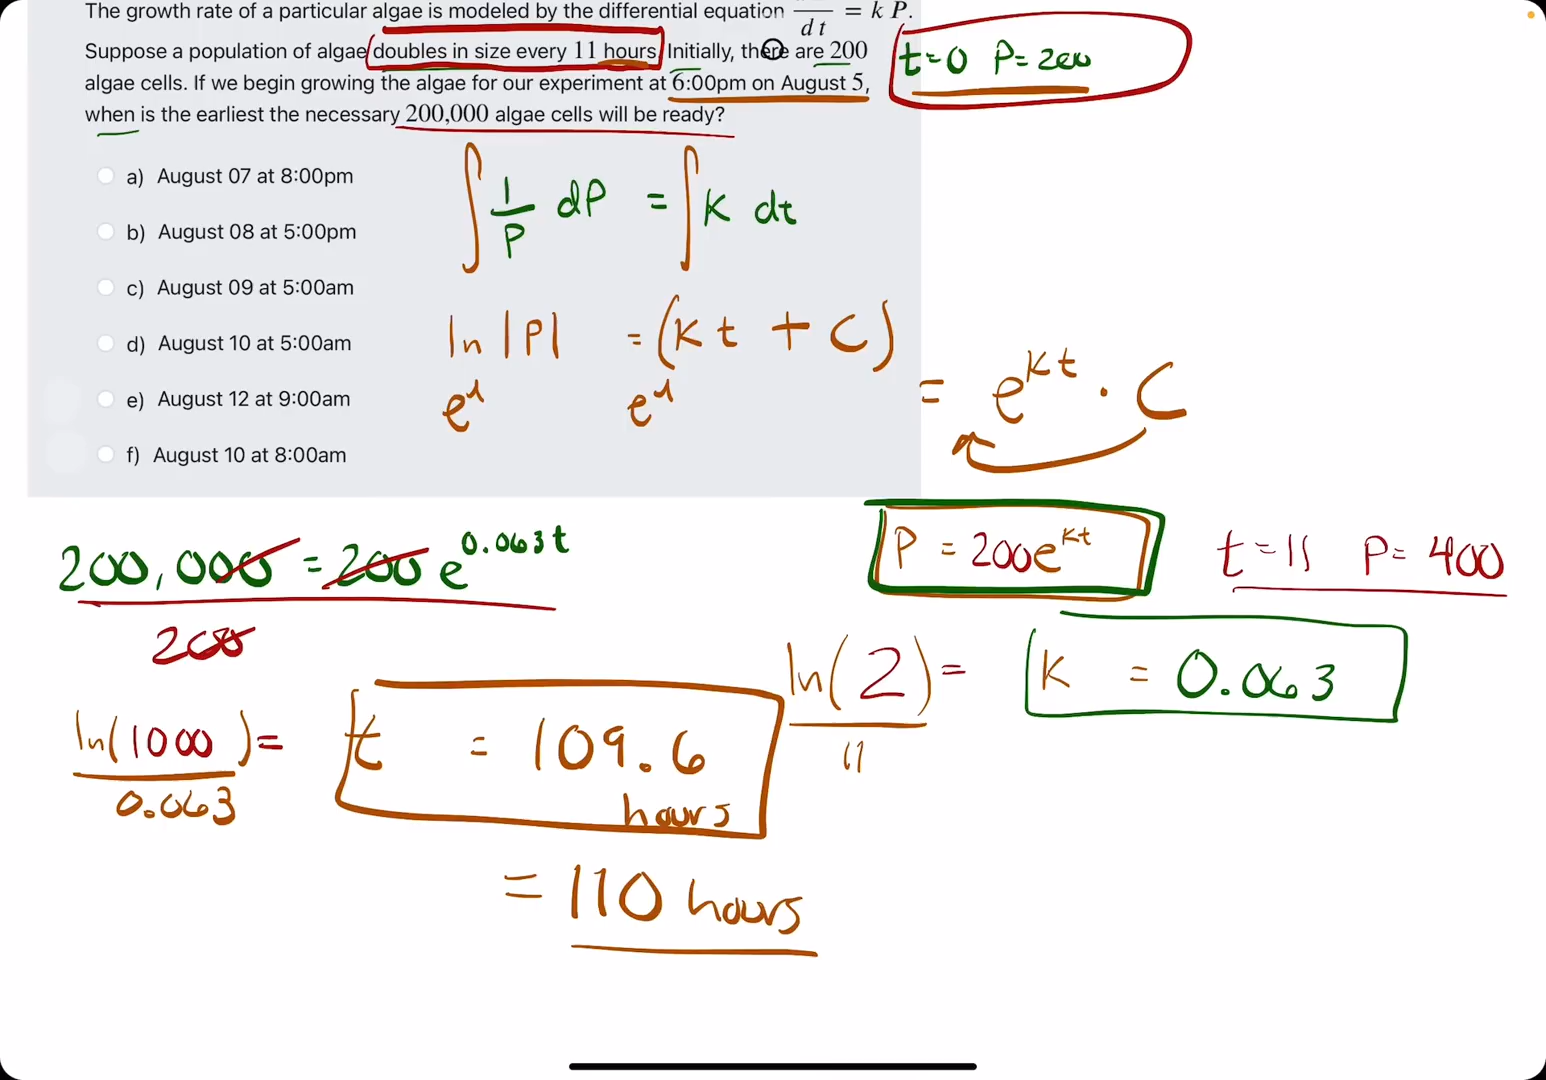 The growth rate of a particular algae is modeled by the differential equation — = k P.
dt
Suppose a population of algae doubles in size every 11 hours. Initially, there are 200
algae cells. If we begin growing the algae for our experiment at 6:00pm on August 5,
when is the earliest the necessary 200,000 algae cells will be ready?
t=0 P=200
a) August 07 at 8:00pm
b) August 08 at 5:00pm
c) August 09 at 5:00am
d) August 10 at 5:00am
e) August 12 at 9:00am
f) August 10 at 8:00am
∫ 1/P dP = ∫ K dt
ln |P| = (Kt + C)
e^ e^ = e^Kt · C
P = 200e^Kt t=11 P=400
200,000 = 200 e^0.063t
200
ln(2) = K = 0.063
11
ln(1000) = t = 109.6
0.063 hours
= 110 hours